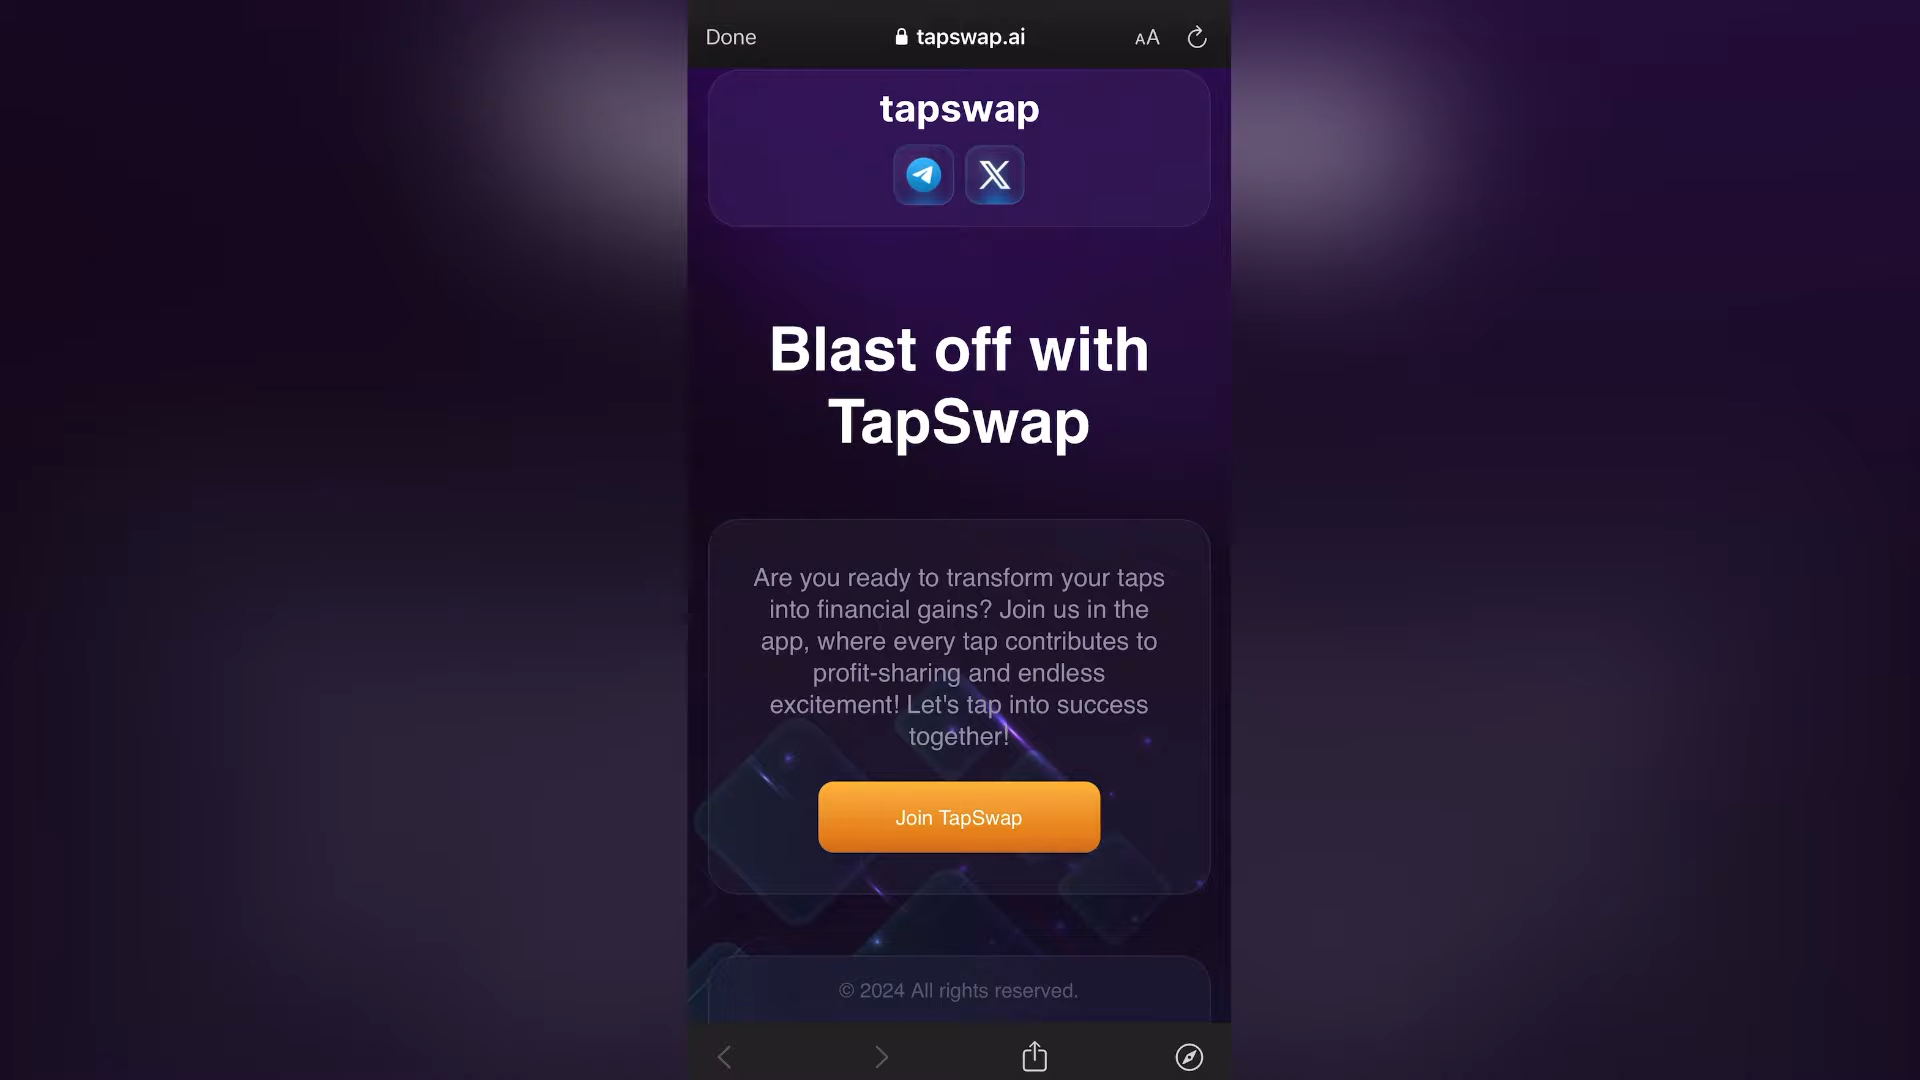 Done
tapswap.ai
AA
tapswap
Blast off with
TapSwap
Are you ready to transform your taps
into financial gains? Join us in the
app, where every tap contributes to
profit-sharing and endless
excitement! Let's tap into success
together!
Join TapSwap
© 2024 All rights reserved.